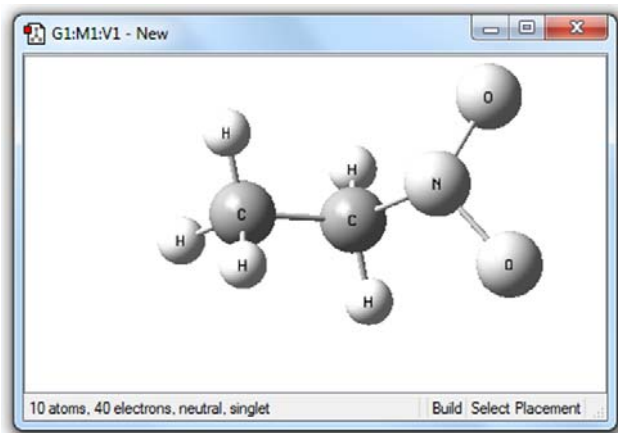 G1:M1:V1 - New
O
H
H
N
C
C
H
H
O
H
10 atoms, 40 electrons, neutral, singlet Build Select Placement